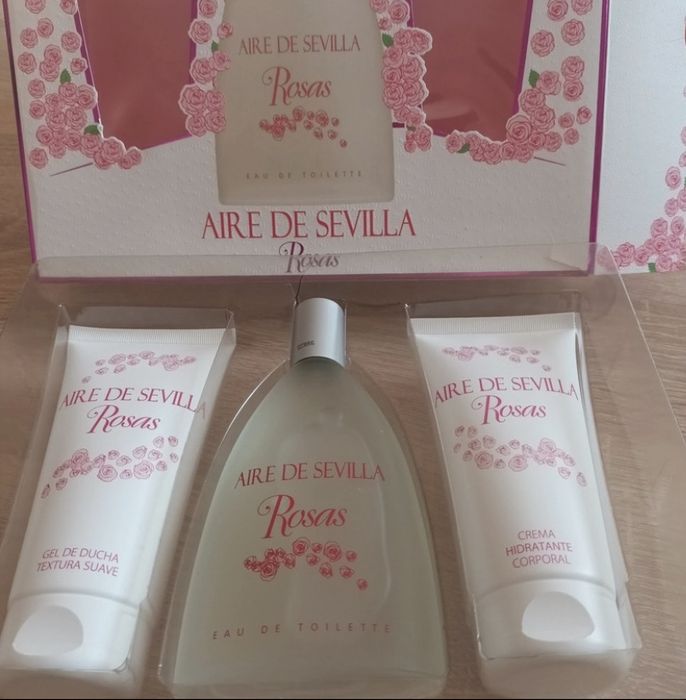 AIRE DE SEVILLA
Rosas
EAU DE TOILETTE
AIRE DE SEVILLA
Rosas
AIRE DE SEVILLA
Rosas
GEL DE DUCHA
TEXTURA SUAVE
AIRE DE SEVILLA
Rosas
EAU DE TOILETTE
AIRE DE SEVILLA
Rosas
CREMA
HIDRATANTE
CORPORAL